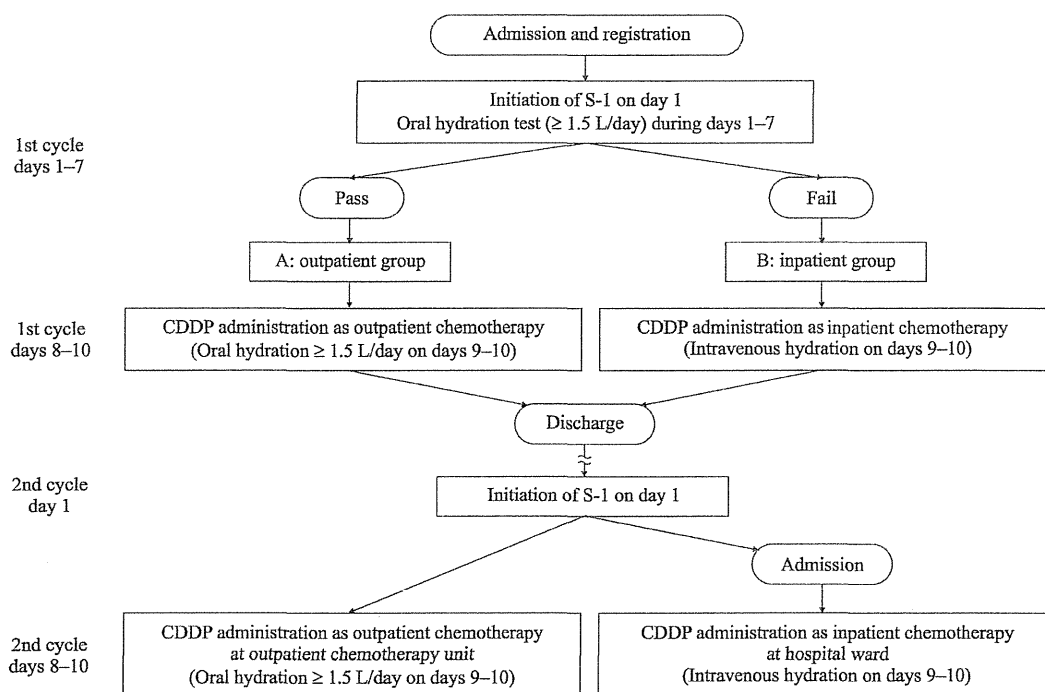 Admission and registration
Initiation of S-1 on day 1
Oral hydration test (≥ 1.5 L/day) during days 1–7
1st cycle
days 1–7
Pass
Fail
A: outpatient group
B: inpatient group
1st cycle
days 8–10
CDDP administration as outpatient chemotherapy
(Oral hydration ≥ 1.5 L/day on days 9–10)
CDDP administration as inpatient chemotherapy
(Intravenous hydration on days 9–10)
Discharge
2nd cycle
day 1
Initiation of S-1 on day 1
Admission
2nd cycle
days 8–10
CDDP administration as outpatient chemotherapy
at outpatient chemotherapy unit
(Oral hydration ≥ 1.5 L/day on days 9–10)
CDDP administration as inpatient chemotherapy
at hospital ward
(Intravenous hydration on days 9–10)